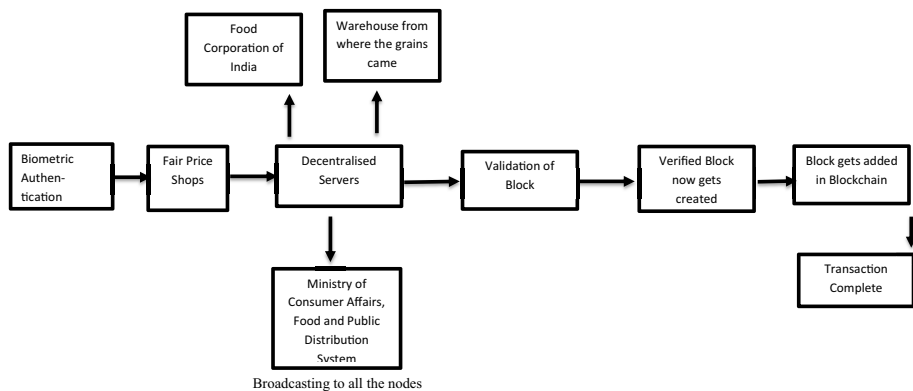 Food
Corporation of
India
Warehouse from
where the grains
came
Biometric
Authen-
tication
Fair Price
Shops
Decentralised
Servers
Validation of
Block
Verified Block
now gets
created
Block gets added
in Blockchain
Transaction
Complete
Ministry of
Consumer Affairs,
Food and Public
Distribution
System
Broadcasting to all the nodes